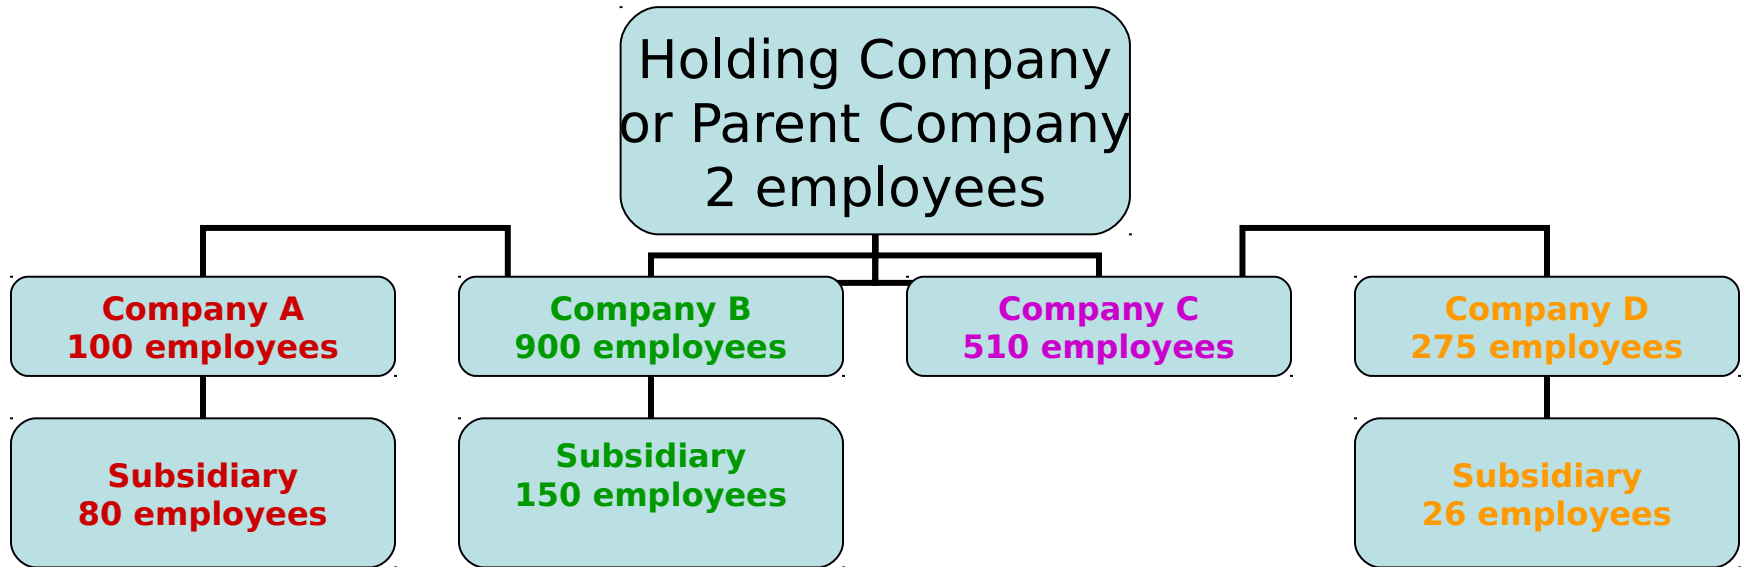 Holding Company
or Parent Company
2 employees
Company A
100 employees
Company B
900 employees
Company C
510 employees
Company D
275 employees
Subsidiary
80 employees
Subsidiary
150 employees
Subsidiary
26 employees